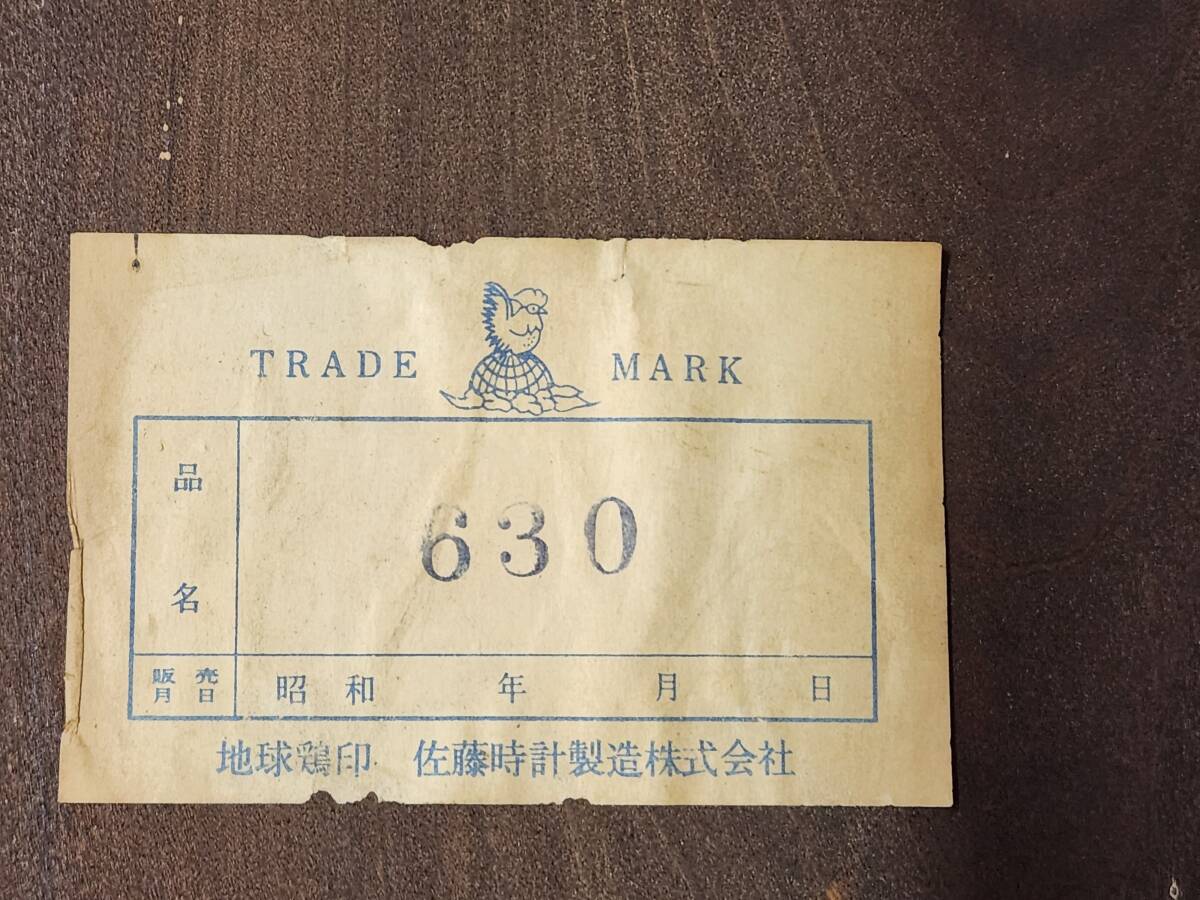 TRADE MARK
品名
630
販売月日
昭和 年 月 日
地球鶏印 佐藤時計製造株式会社